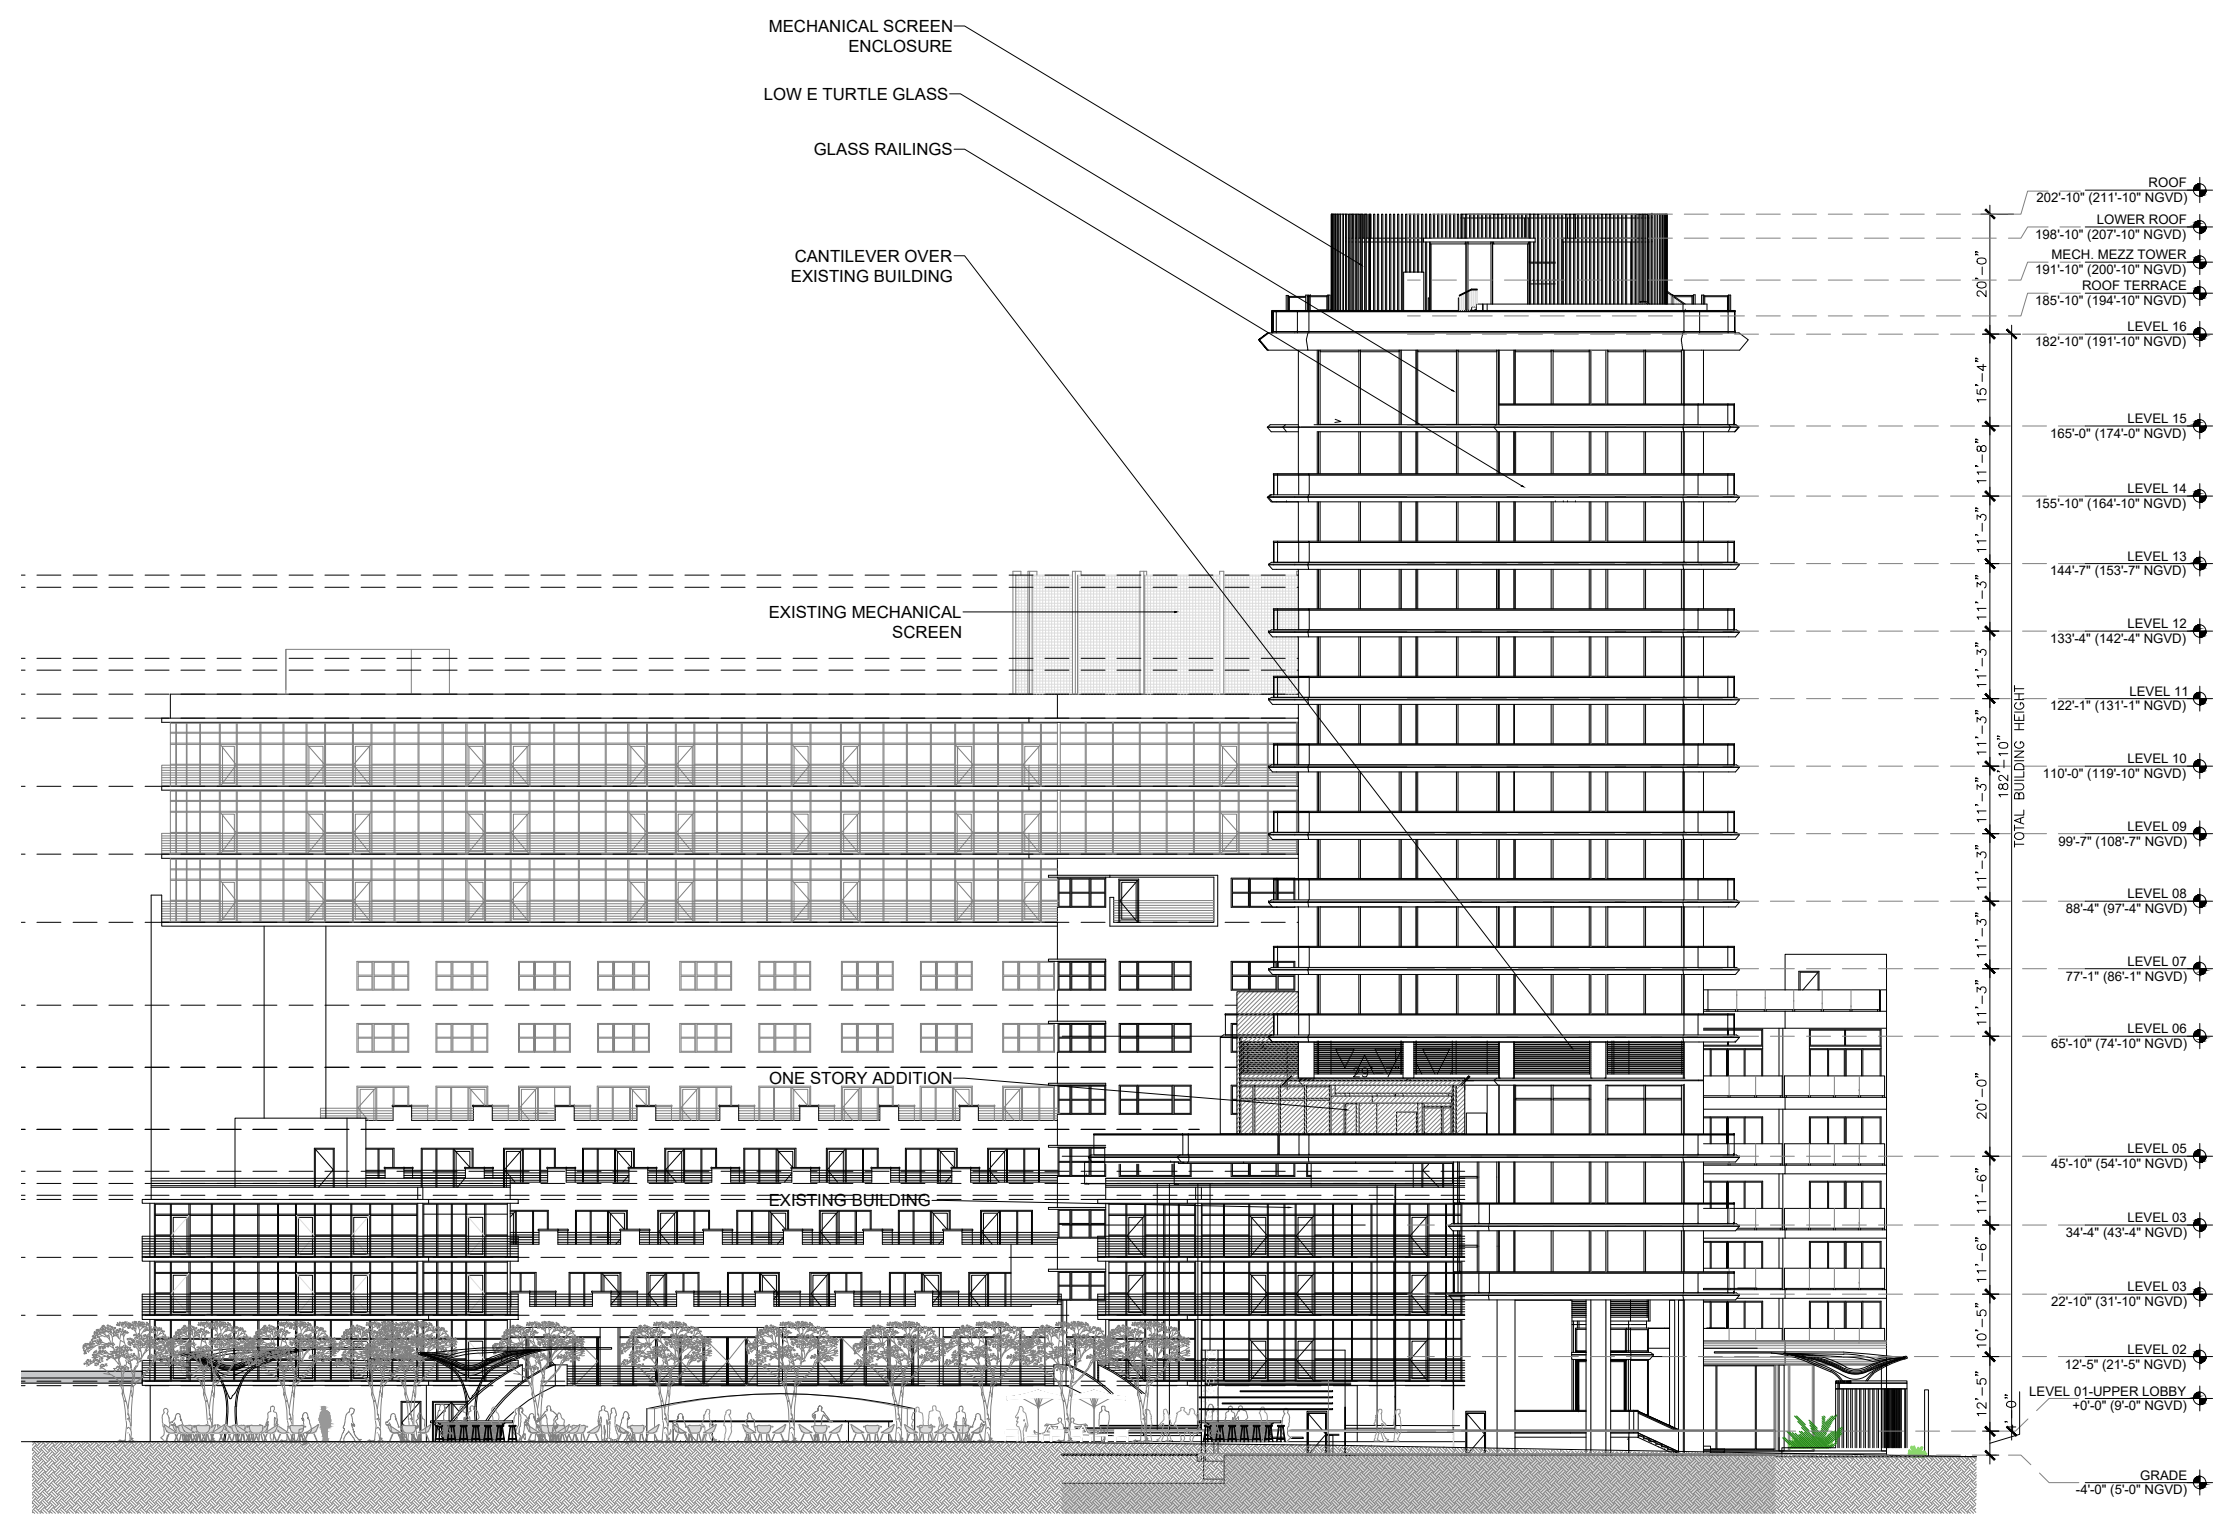 MECHANICAL SCREEN
ENCLOSURE
LOW E TURTLE GLASS
GLASS RAILINGS
CANTILEVER OVER
EXISTING BUILDING
EXISTING MECHANICAL
SCREEN
ONE STORY ADDITION
EXISTING BUILDING
29'
ROOF
202'-10" (211'-10" NGVD)
LOWER ROOF
198'-10" (207'-10" NGVD)
MECH. MEZZ TOWER
191'-10" (200'-10" NGVD)
ROOF TERRACE
185'-10" (194'-10" NGVD)
LEVEL 16
182'-10" (191'-10" NGVD)
LEVEL 15
165'-0" (174'-0" NGVD)
LEVEL 14
155'-10" (164'-10" NGVD)
LEVEL 13
144'-7" (153'-7" NGVD)
LEVEL 12
133'-4" (142'-4" NGVD)
LEVEL 11
122'-1" (131'-1" NGVD)
LEVEL 10
110'-0" (119'-10" NGVD)
LEVEL 09
99'-7" (108'-7" NGVD)
LEVEL 08
88'-4" (97'-4" NGVD)
LEVEL 07
77'-1" (86'-1" NGVD)
LEVEL 06
65'-10" (74'-10" NGVD)
LEVEL 05
45'-10" (54'-10" NGVD)
LEVEL 03
34'-4" (43'-4" NGVD)
LEVEL 03
22'-10" (31'-10" NGVD)
LEVEL 02
12'-5" (21'-5" NGVD)
LEVEL 01-UPPER LOBBY
+0'-0" (9'-0" NGVD)
GRADE
-4'-0" (5'-0" NGVD)
20'-0"
15'-4"
11'-8"
11'-3"
11'-3"
11'-3"
11'-3"
11'-3"
11'-3"
11'-3"
11'-3"
20'-0"
11'-6"
11'-6"
10'-5"
12'-5"
182'-10"
TOTAL BUILDING HEIGHT